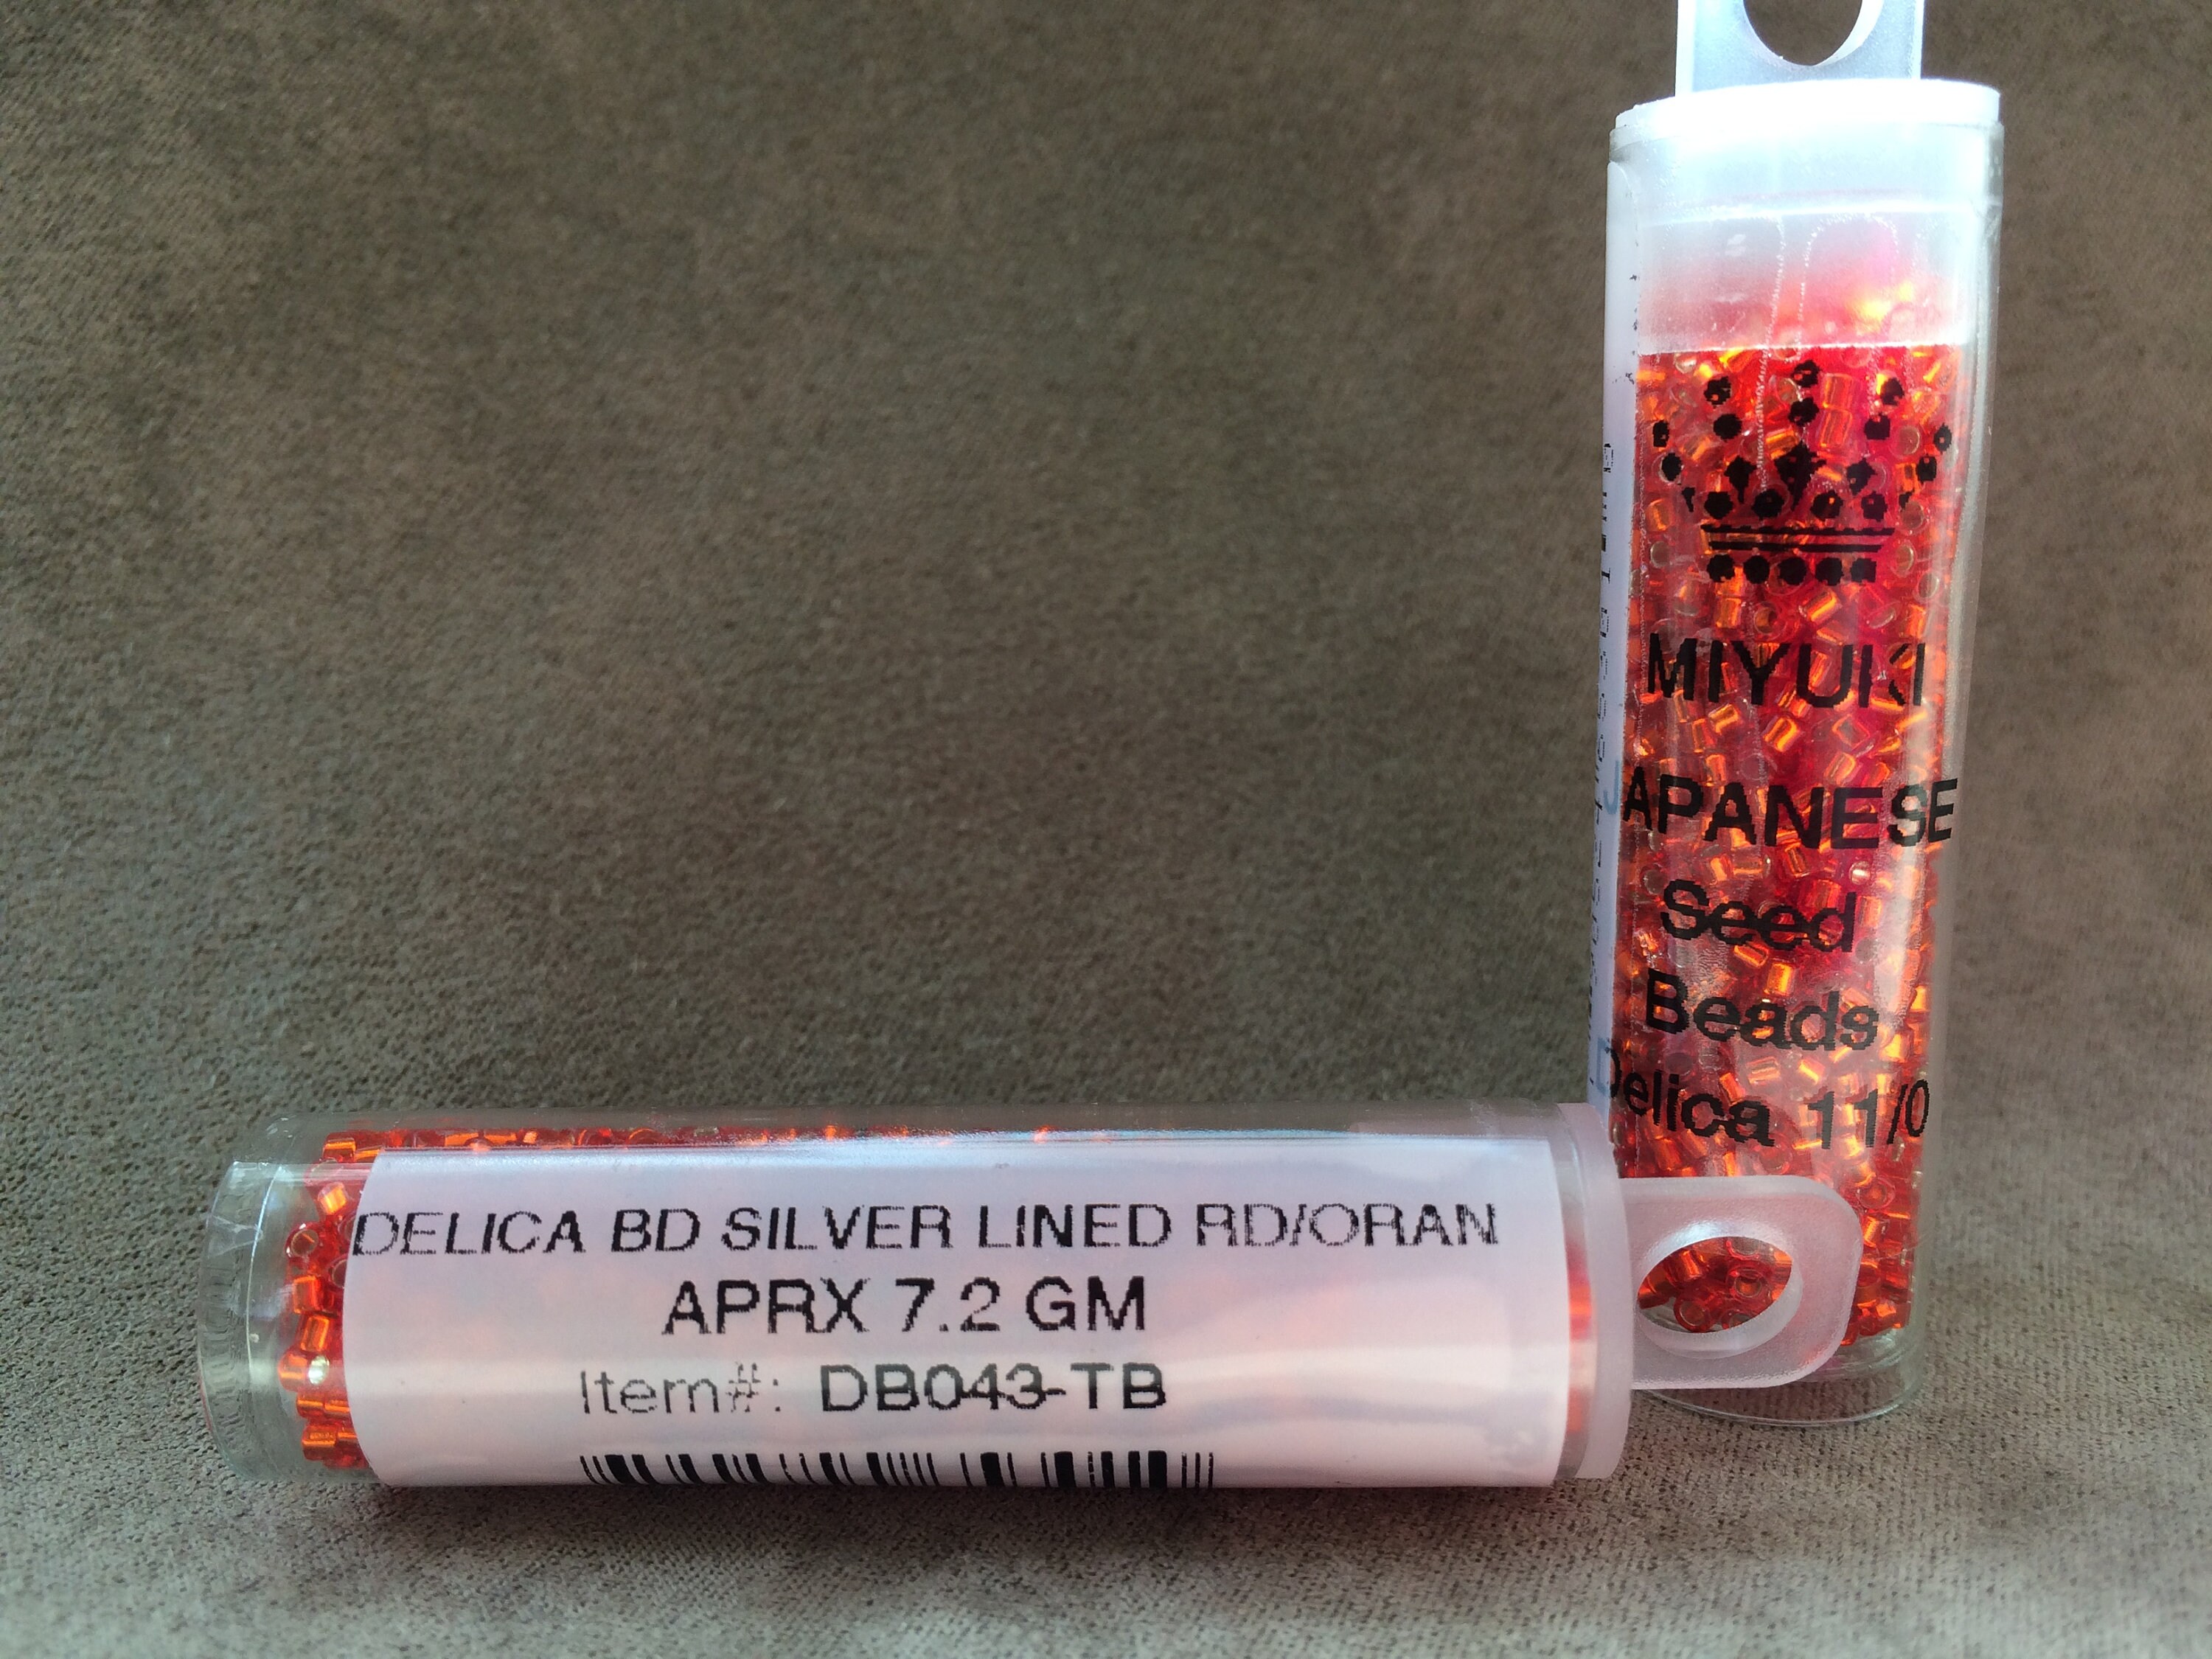 MIYUKI
APANESE
Seed
Beads
Delica 11/0
DELICA BD SILVER LINED RD/ORAN
APRX 7.2 GM
Item#: DB043-TB